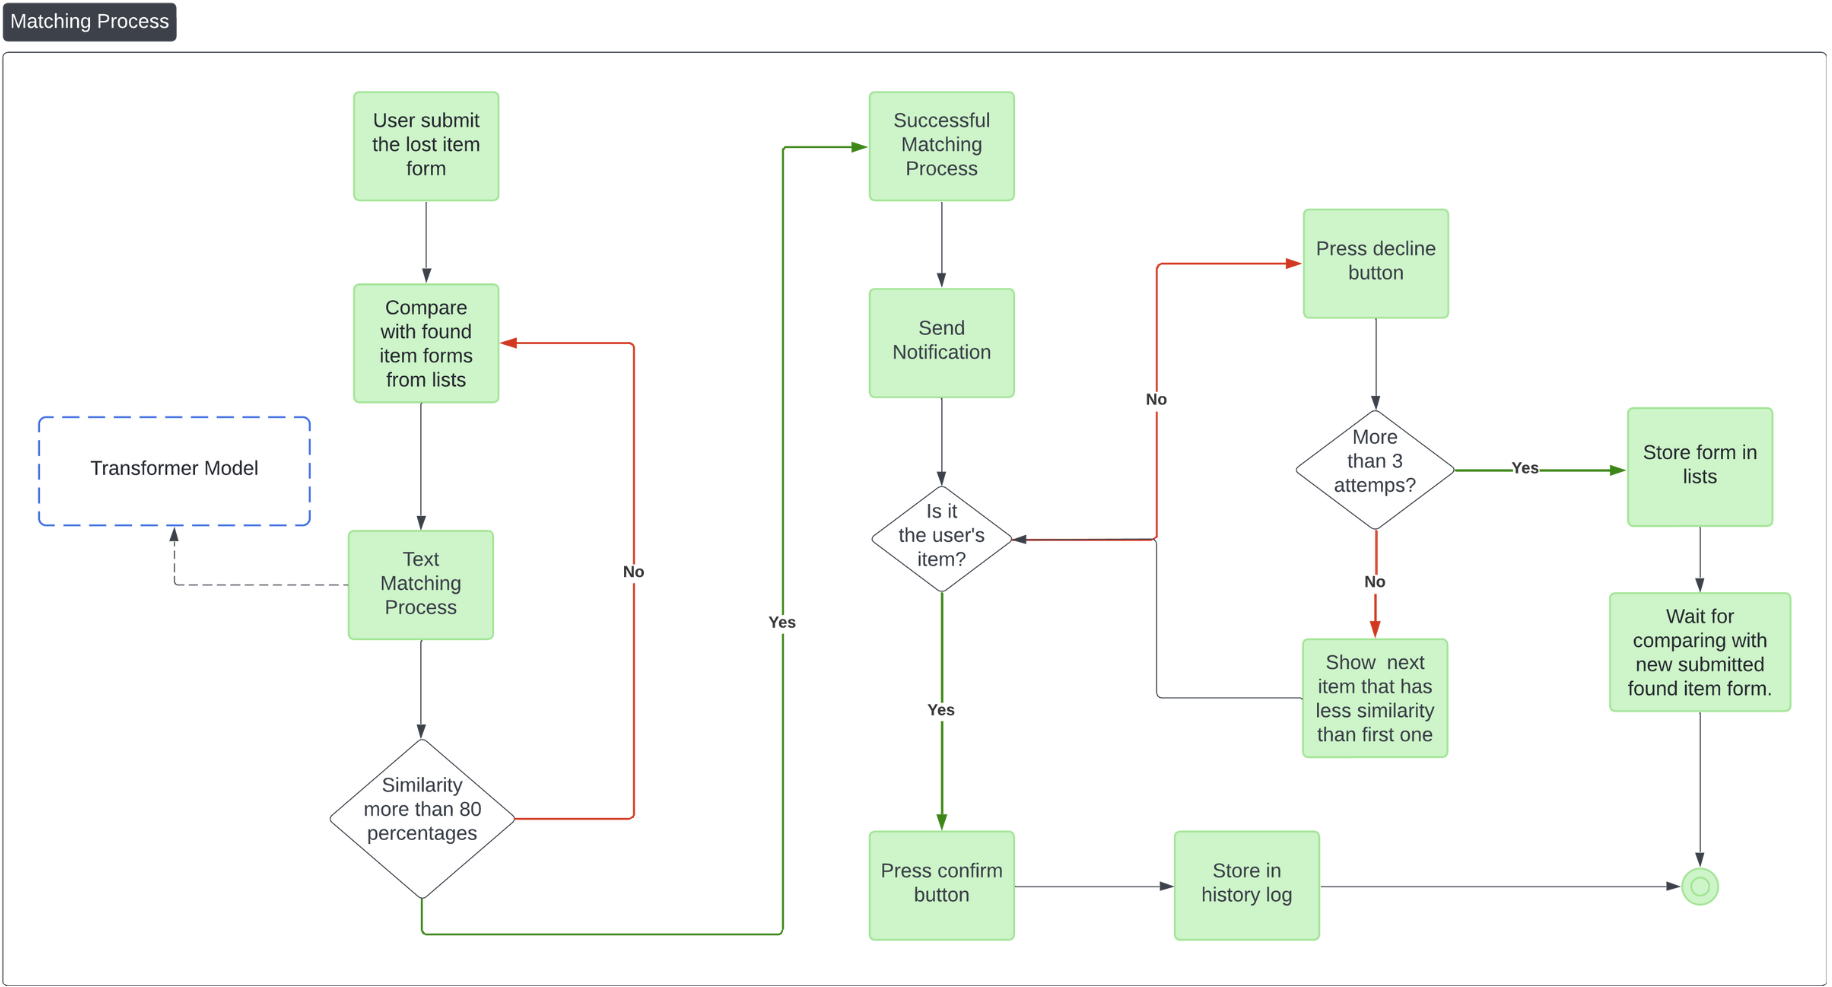 Matching Process
User submit
the lost item
form
Compare
with found
item forms
from lists
Transformer Model
Text
Matching
Process
Similarity
more than 80
percentages
No
Yes
Successful
Matching
Process
Send
Notification
Is it
the user's
item?
Yes
No
Press confirm
button
Store in
history log
Press decline
button
More
than 3
attemps?
Yes
No
Show  next
item that has
less similarity
than first one
Store form in
lists
Wait for
comparing with
new submitted
found item form.